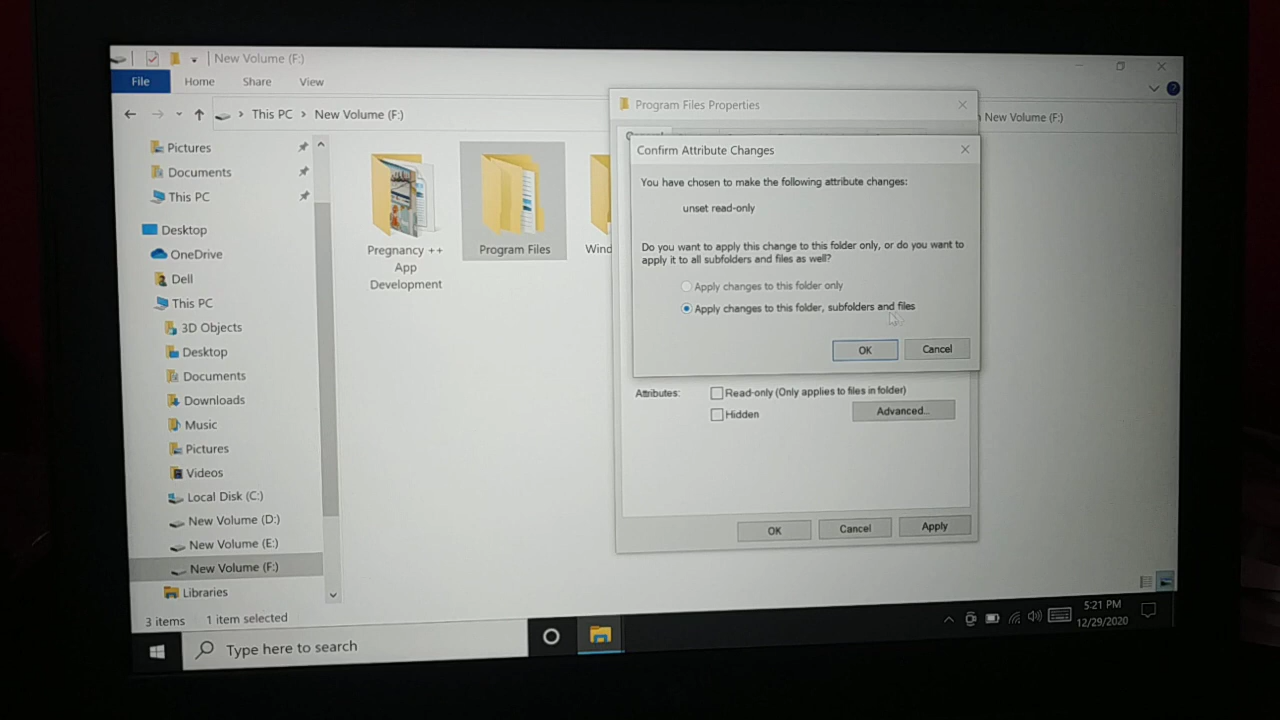 New Volume (F:)
File
Home
Share
View
This PC
New Volume (F:)
New Volume (F:)
Pictures
Documents
This PC
Desktop
OneDrive
Dell
This PC
3D Objects
Desktop
Documents
Downloads
Music
Pictures
Videos
Local Disk (C:)
New Volume (D:)
New Volume (E:)
New Volume (F:)
Libraries
Pregnancy ++
App
Development
Program Files
Program Files Properties
Confirm Attribute Changes
You have chosen to make the following attribute changes:
unset read-only
Do you want to apply this change to this folder only, or do you want to
apply it to all subfolders and files as well?
Apply changes to this folder only
Apply changes to this folder, subfolders and files
OK
Cancel
Attributes:
Read-only (Only applies to files in folder)
Hidden
Advanced...
OK
Cancel
Apply
3 items
1 item selected
Type here to search
5:21 PM
12/29/2020